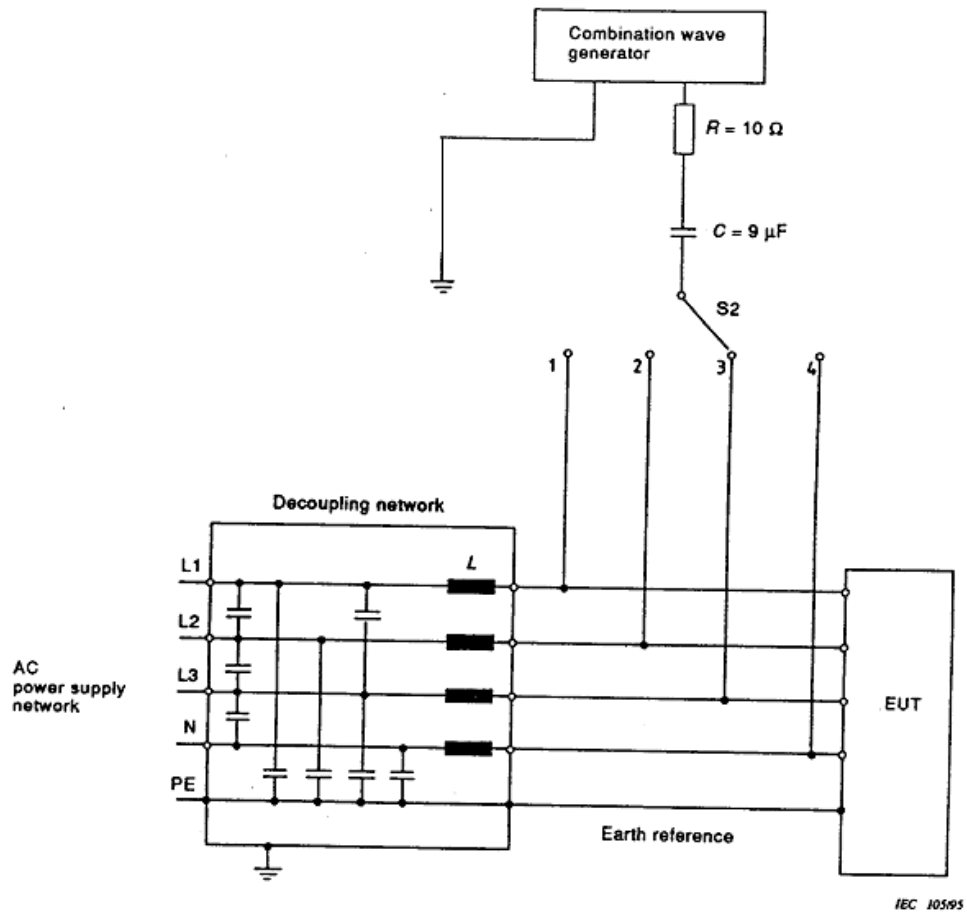 Combination wave
generator
R = 10 Ω
C = 9 µF
S2
1
2
3
4
Decoupling network
L1
L
L2
AC
power supply
network
L3
EUT
N
PE
Earth reference
IEC 105/95